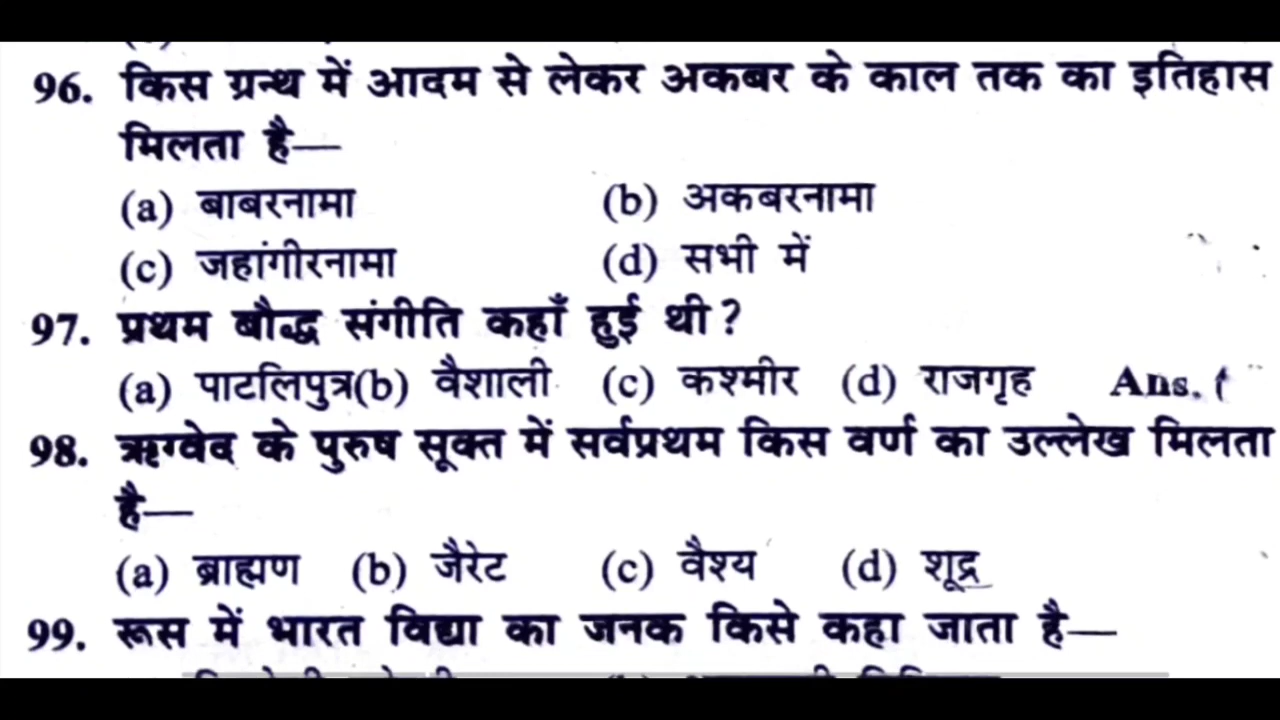 96. किस ग्रन्थ में आदम से लेकर अकबर के काल तक का इतिहास
मिलता है—
(a) बाबरनामा (b) अकबरनामा
(c) जहांगीरनामा (d) सभी में
97. प्रथम बौद्ध संगीति कहाँ हुई थी?
(a) पाटलिपुत्र(b) वैशाली (c) कश्मीर (d) राजगृह Ans. (
98. ऋग्वेद के पुरुष सूक्त में सर्वप्रथम किस वर्ण का उल्लेख मिलता
है—
(a) ब्राह्मण (b) जैरेट (c) वैश्य (d) शूद्र
99. रूस में भारत विद्या का जनक किसे कहा जाता है—